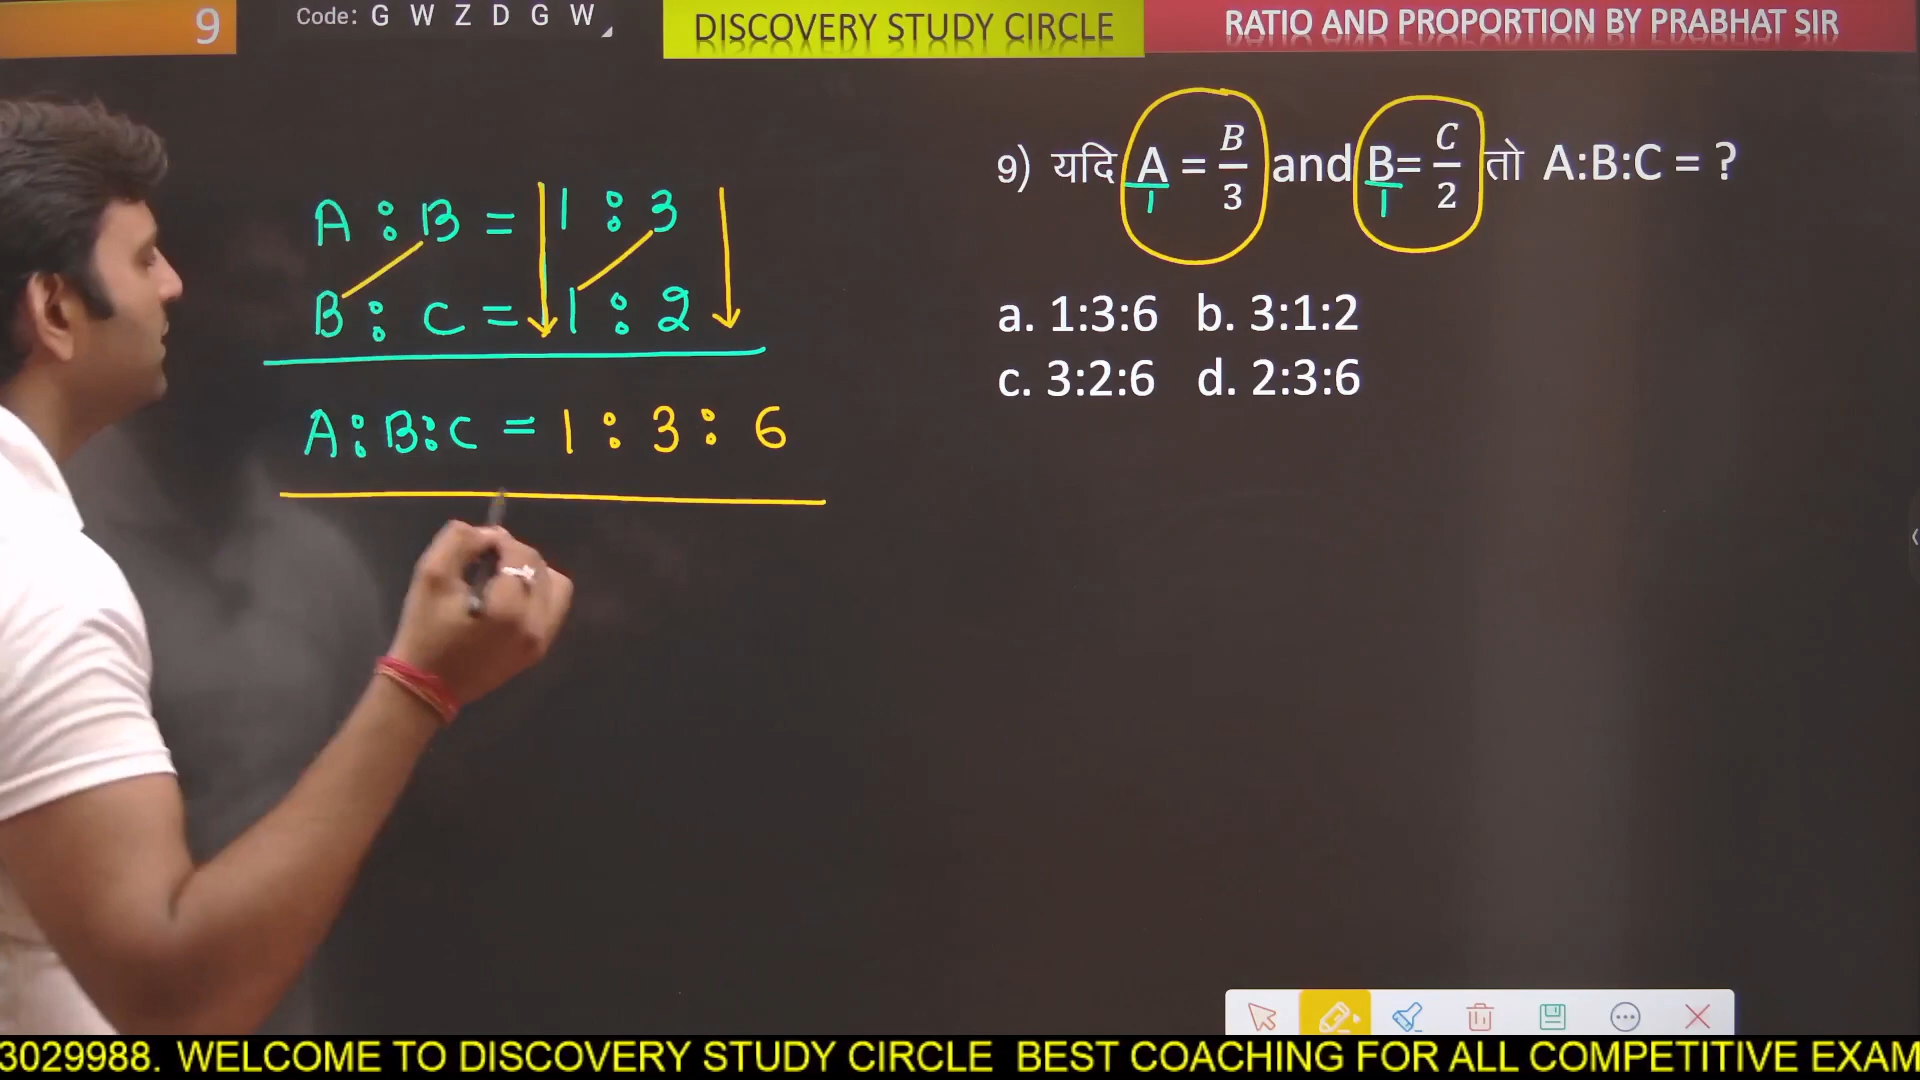 9
Code: G W Z D G W
DISCOVERY STUDY CIRCLE
RATIO AND PROPORTION BY PRABHAT SIR
9) यदि A = B/3 and B= C/2 तो A:B:C = ?
1 1
a. 1:3:6 b. 3:1:2
c. 3:2:6 d. 2:3:6
A : B = 1 : 3
B : C = 1 : 2
A:B:C = 1 : 3 : 6
3029988. WELCOME TO DISCOVERY STUDY CIRCLE BEST COACHING FOR ALL COMPETITIVE EXAM